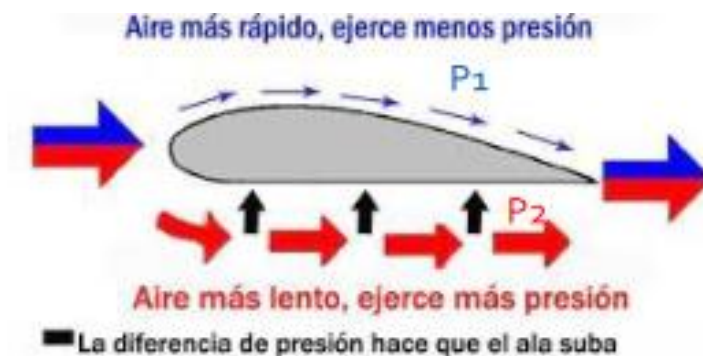 Aire más rápido, ejerce menos presión
P1
P2
Aire más lento, ejerce más presión
La diferencia de presión hace que el ala suba